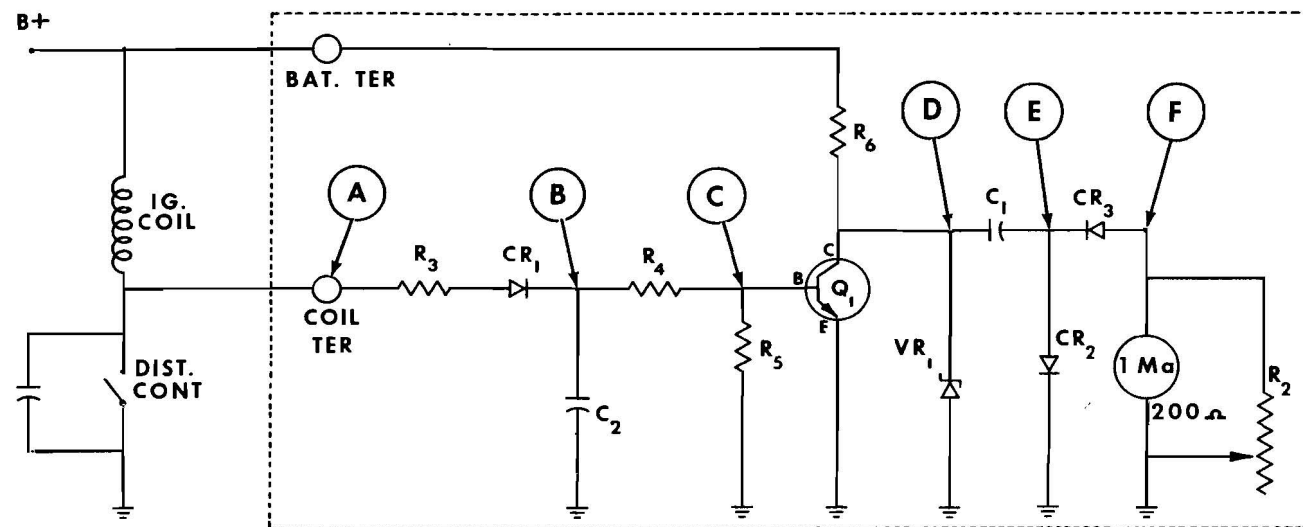 B+
BAT. TER
R6
D
E
F
A
B
C
IG.
COIL
C1
CR3
R3
CR1
R4
C
B
Q1
E
COIL
TER
DIST.
CONT
R5
VR1
CR2
1 Ma
R2
200 Ω
C2